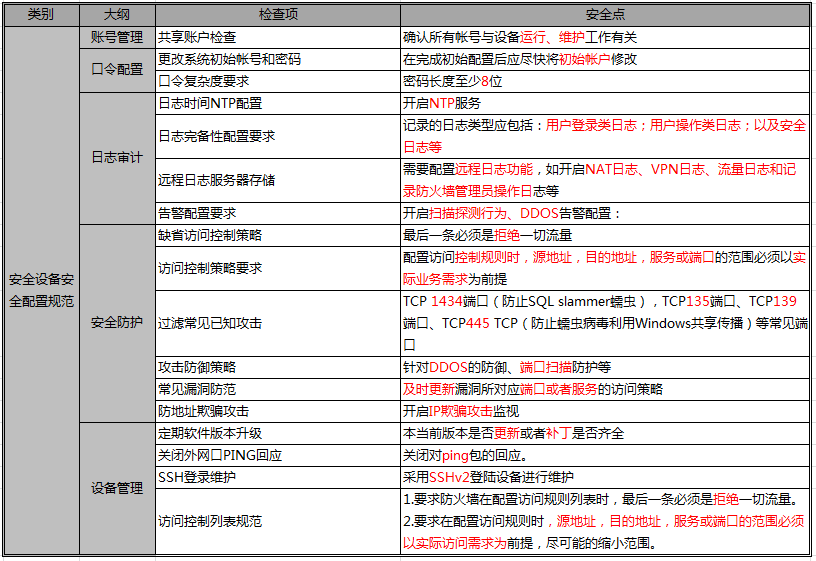 类别 大纲 检查项 安全点
安全设备安
全配置规范
账号管理 共享账户检查 确认所有帐号与设备运行、维护工作有关
口令配置 更改系统初始帐号和密码 在完成初始配置后应尽快将初始帐户修改
口令复杂度要求 密码长度至少8位
日志审计 日志时间NTP配置 开启NTP服务
日志完备性配置要求 记录的日志类型应包括：用户登录类日志；用户操作类日志；以及安全
日志等
远程日志服务器存储 需要配置远程日志功能，如开启NAT日志、VPN日志、流量日志和记
录防火墙管理员操作日志等
告警配置要求 开启扫描探测行为、DDOS告警配置：
安全防护 缺省访问控制策略 最后一条必须是拒绝一切流量
访问控制策略要求 配置访问控制规则时，源地址，目的地址，服务或端口的范围必须以实
际业务需求为前提
过滤常见已知攻击 TCP 1434端口（防止SQL slammer蠕虫），TCP135端口、TCP139
端口、TCP445 TCP（防止蠕虫病毒利用Windows共享传播）等常见端
口
攻击防御策略 针对DDOS的防御、端口扫描防护等
常见漏洞防范 及时更新漏洞所对应端口或者服务的访问策略
防地址欺骗攻击 开启IP欺骗攻击监视
设备管理 定期软件版本升级 本当前版本是否更新或者补丁是否齐全
关闭外网口PING回应 关闭对ping包的回应。
SSH登录维护 采用SSHv2登陆设备进行维护
访问控制列表规范 1.要求防火墙在配置访问规则列表时，最后一条必须是拒绝一切流量。
2.要求在配置访问规则时，源地址，目的地址，服务或端口的范围必须
以实际访问需求为前提，尽可能的缩小范围。